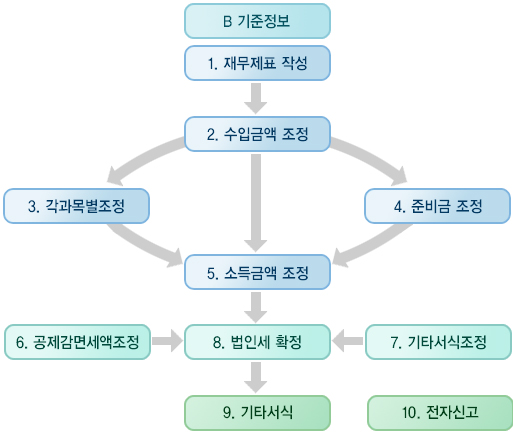 B 기준정보
1. 재무제표 작성
2. 수입금액 조정
3. 각과목별조정
4. 준비금 조정
5. 소득금액 조정
6. 공제감면세액조정
8. 법인세 확정
7. 기타서식조정
9. 기타서식
10. 전자신고